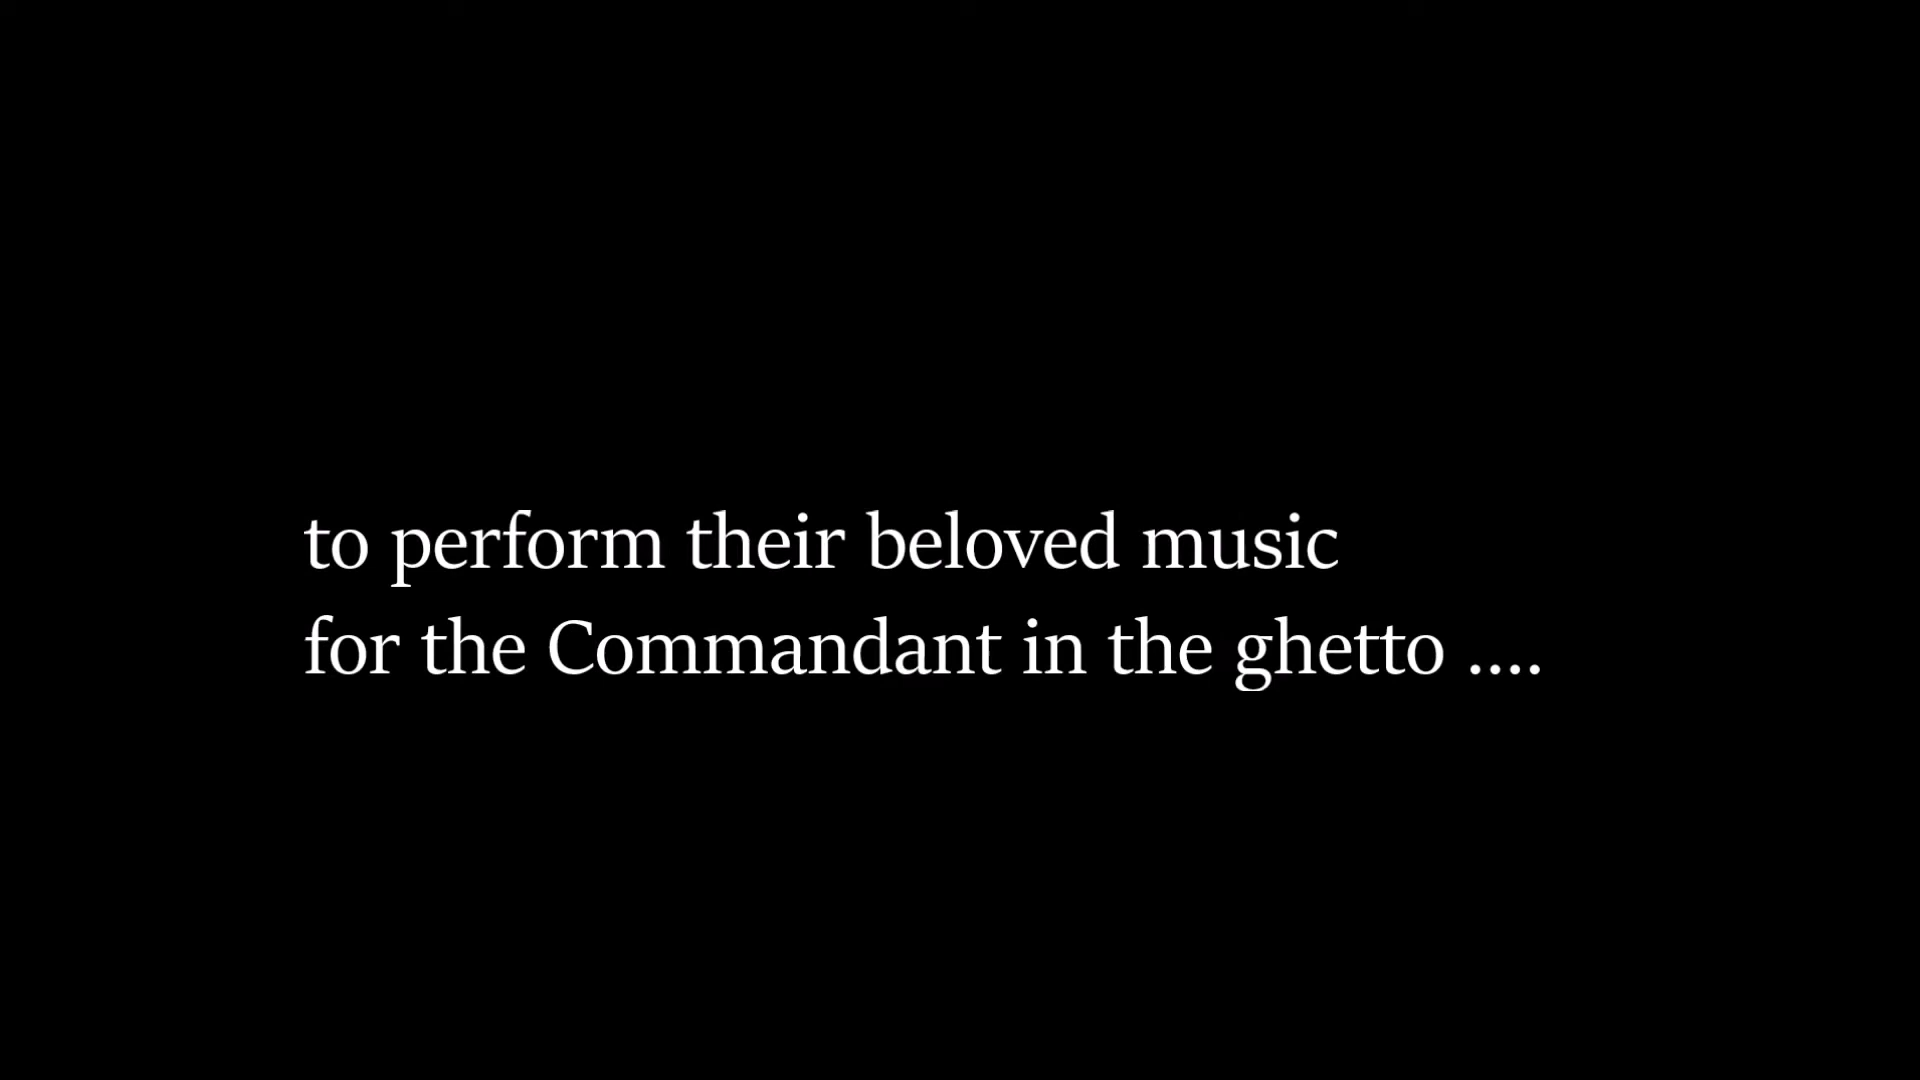 to perform their beloved music
for the Commandant in the ghetto ....